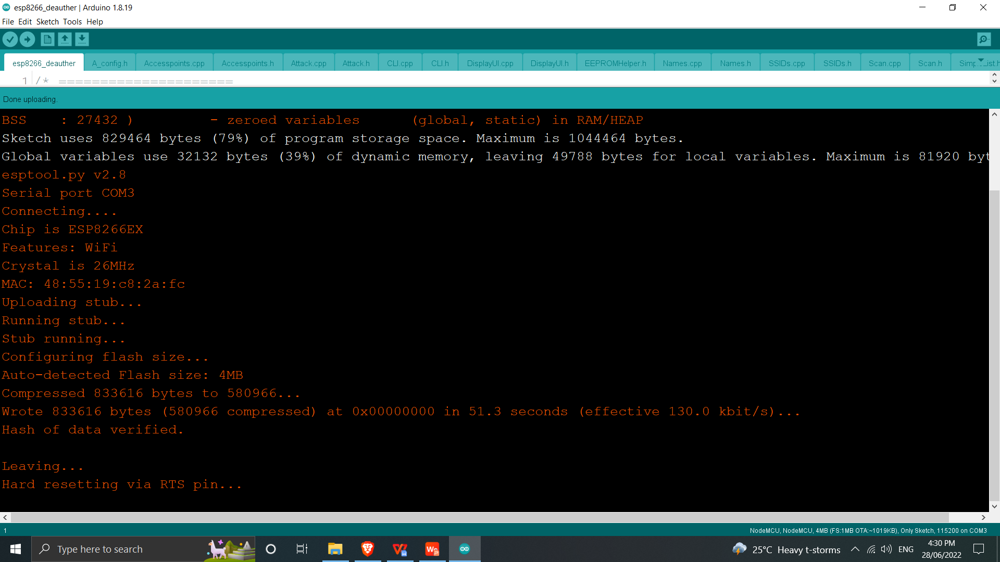 esp8266_deauther | Arduino 1.8.19
File Edit Sketch Tools Help
esp8266_deauther A_config.h Accesspoints.cpp Accesspoints.h Attack.cpp Attack.h CLI.cpp CLI.h DisplayUI.cpp DisplayUI.h EEPROMHelper.h Names.cpp Names.h SSIDs.cpp SSIDs.h Scan.cpp Scan.h
1 /* =====================
Done uploading.
BSS : 27432 ) - zeroed variables (global, static) in RAM/HEAP
Sketch uses 829464 bytes (79%) of program storage space. Maximum is 1044464 bytes.
Global variables use 32132 bytes (39%) of dynamic memory, leaving 49788 bytes for local variables. Maximum is 81920 byt
esptool.py v2.8
Serial port COM3
Connecting....
Chip is ESP8266EX
Features: WiFi
Crystal is 26MHz
MAC: 48:55:19:c8:2a:fc
Uploading stub...
Running stub...
Stub running...
Configuring flash size...
Auto-detected Flash size: 4MB
Compressed 833616 bytes to 580966...
Wrote 833616 bytes (580966 compressed) at 0x00000000 in 51.3 seconds (effective 130.0 kbit/s)...
Hash of data verified.
Leaving...
Hard resetting via RTS pin...
1 NodeMCU, NodeMCU, 4MB (FS:1MB OTA:~1019KB), Only Sketch, 115200 on COM3
Type here to search
25°C Heavy t-storms
ENG
4:30 PM
28/06/2022